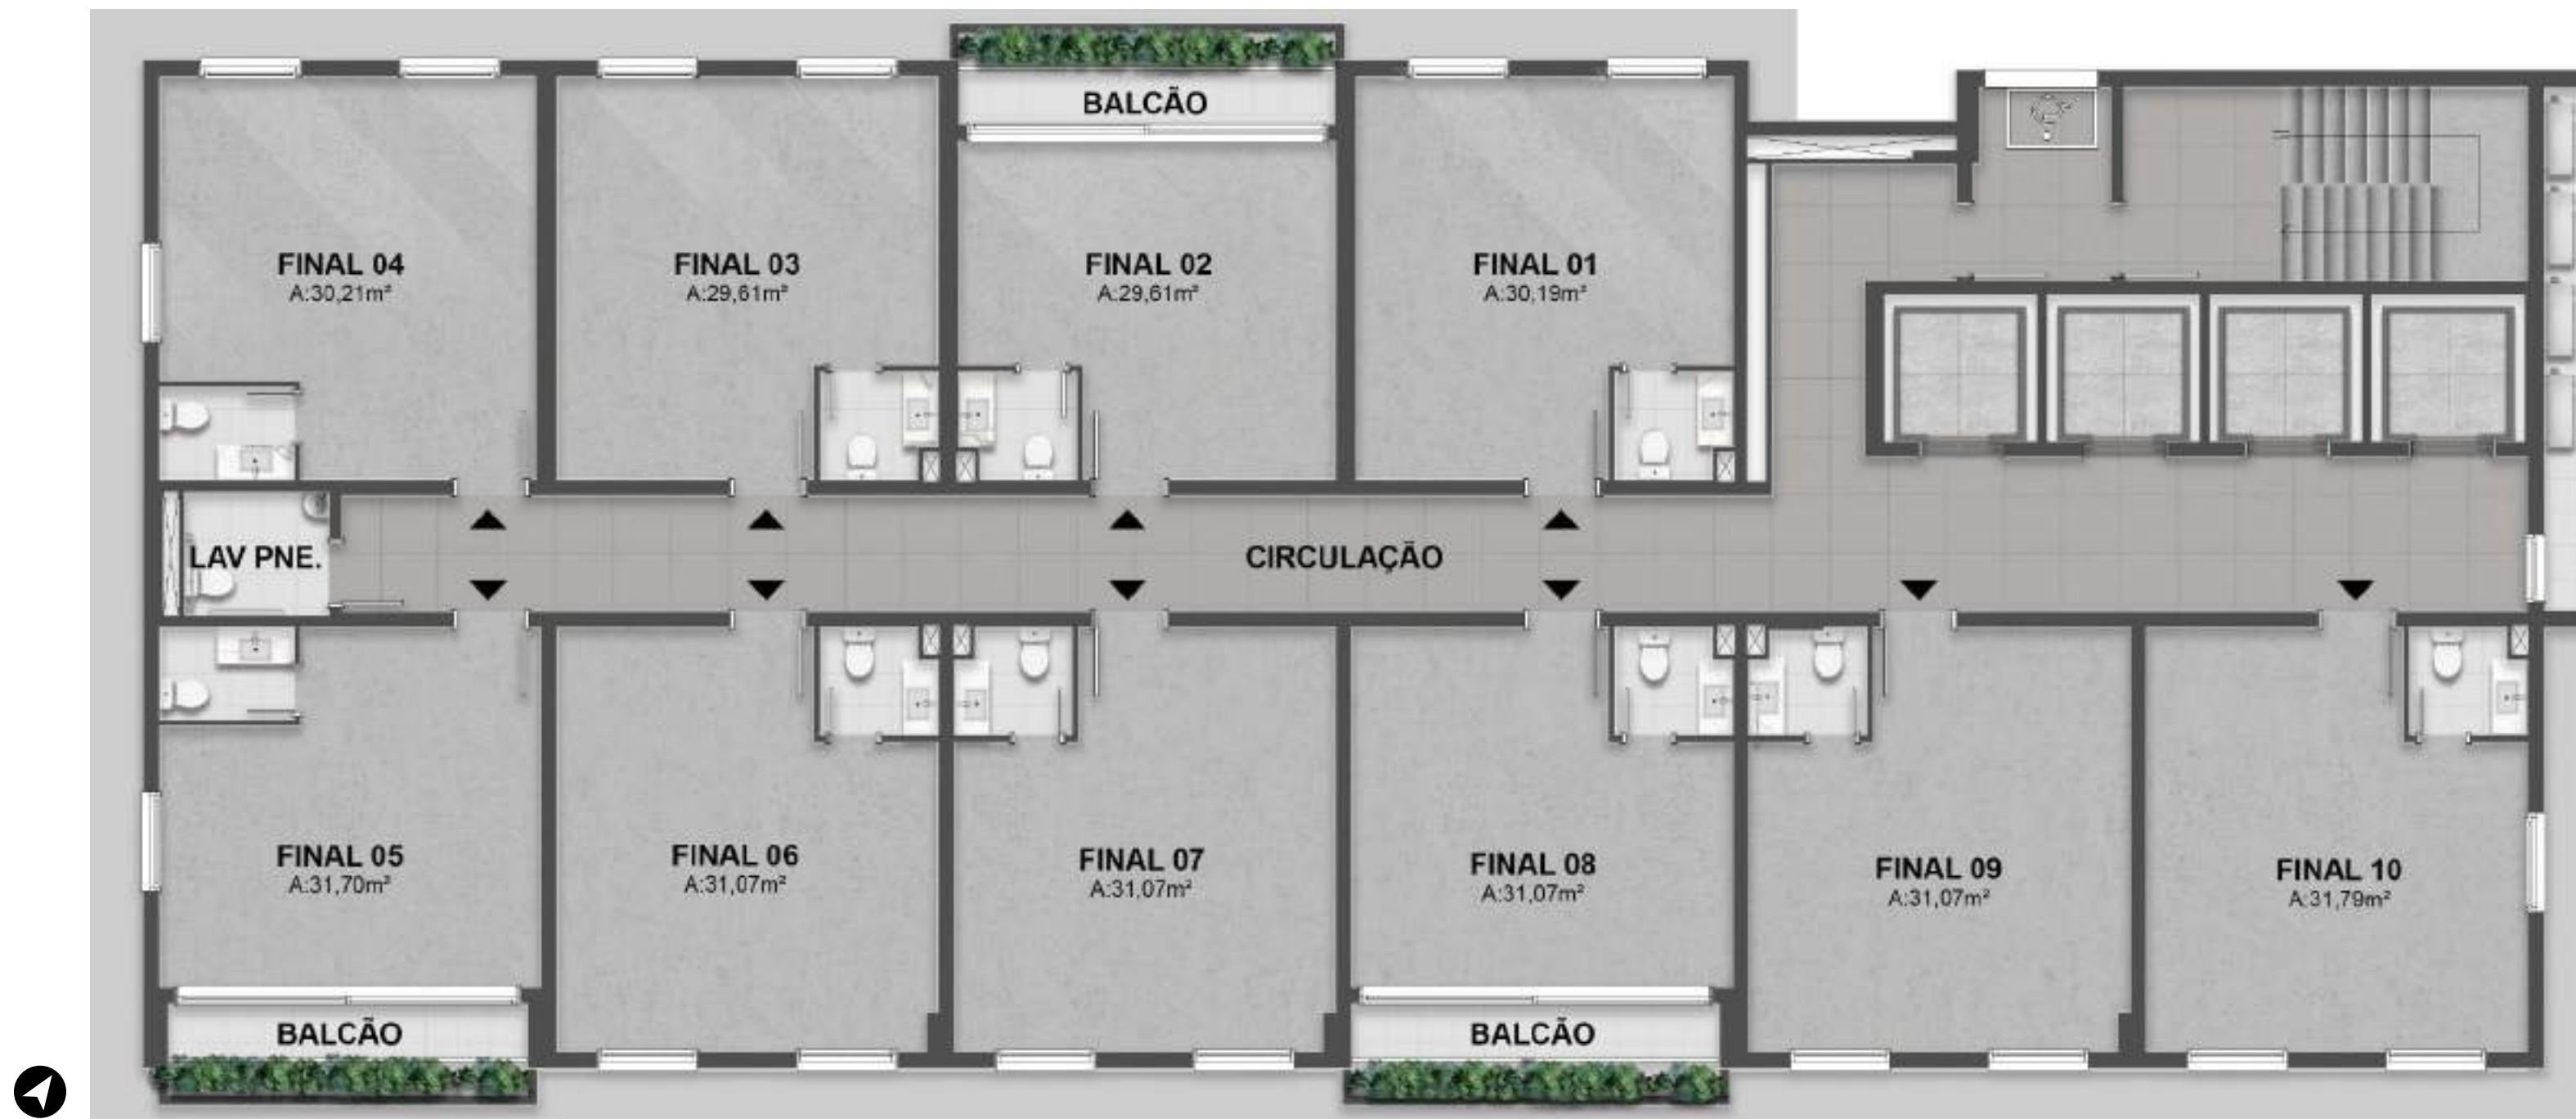 BALCÃO
FINAL 04
A:30,21m²
FINAL 03
A:29,61m²
FINAL 02
A:29,61m²
FINAL 01
A:30,19m²
LAV PNE.
CIRCULAÇÃO
FINAL 05
A:31,70m²
FINAL 06
A:31,07m²
FINAL 07
A:31,07m²
FINAL 08
A:31,07m²
FINAL 09
A:31,07m²
FINAL 10
A:31,79m²
BALCÃO
BALCÃO